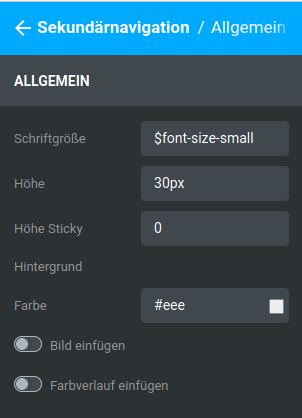 Sekundärnavigation / Allgemein
ALLGEMEIN
Schriftgröße $font-size-small
Höhe 30px
Höhe Sticky 0
Hintergrund
Farbe #eee
Bild einfügen
Farbverlauf einfügen